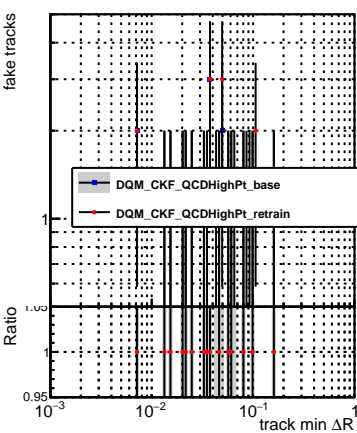 fake tracks
DQM_CKF_QCDHighPt_base
DQM_CKF_QCDHighPt_retrain
1
1.05
Ratio
1
0.95
10⁻³ 10⁻² 10⁻¹ 1
track min ΔR